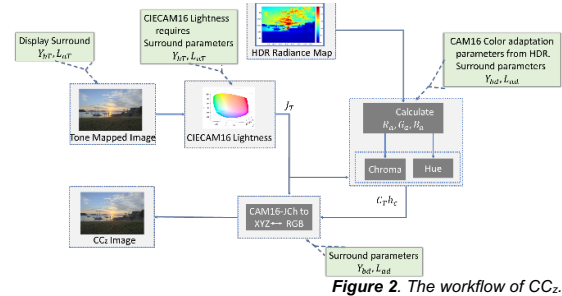 Display Surround
Y_bT, L_aT
CIECAM16 Lightness
requires
Surround parameters
Y_bT, L_aT
HDR Radiance Map
CAM16 Color adaptation
parameters from HDR.
Surround parameters
Y_bd, L_ad
Tone Mapped Image
CIECAM16 Lightness
J_T
Calculate
R_a, G_a, B_a
Chroma
Hue
C_T h_c
CAM16-JCh to
XYZ↔ RGB
CCz Image
Surround parameters
Y_bd, L_ad
Figure 2. The workflow of CCz.